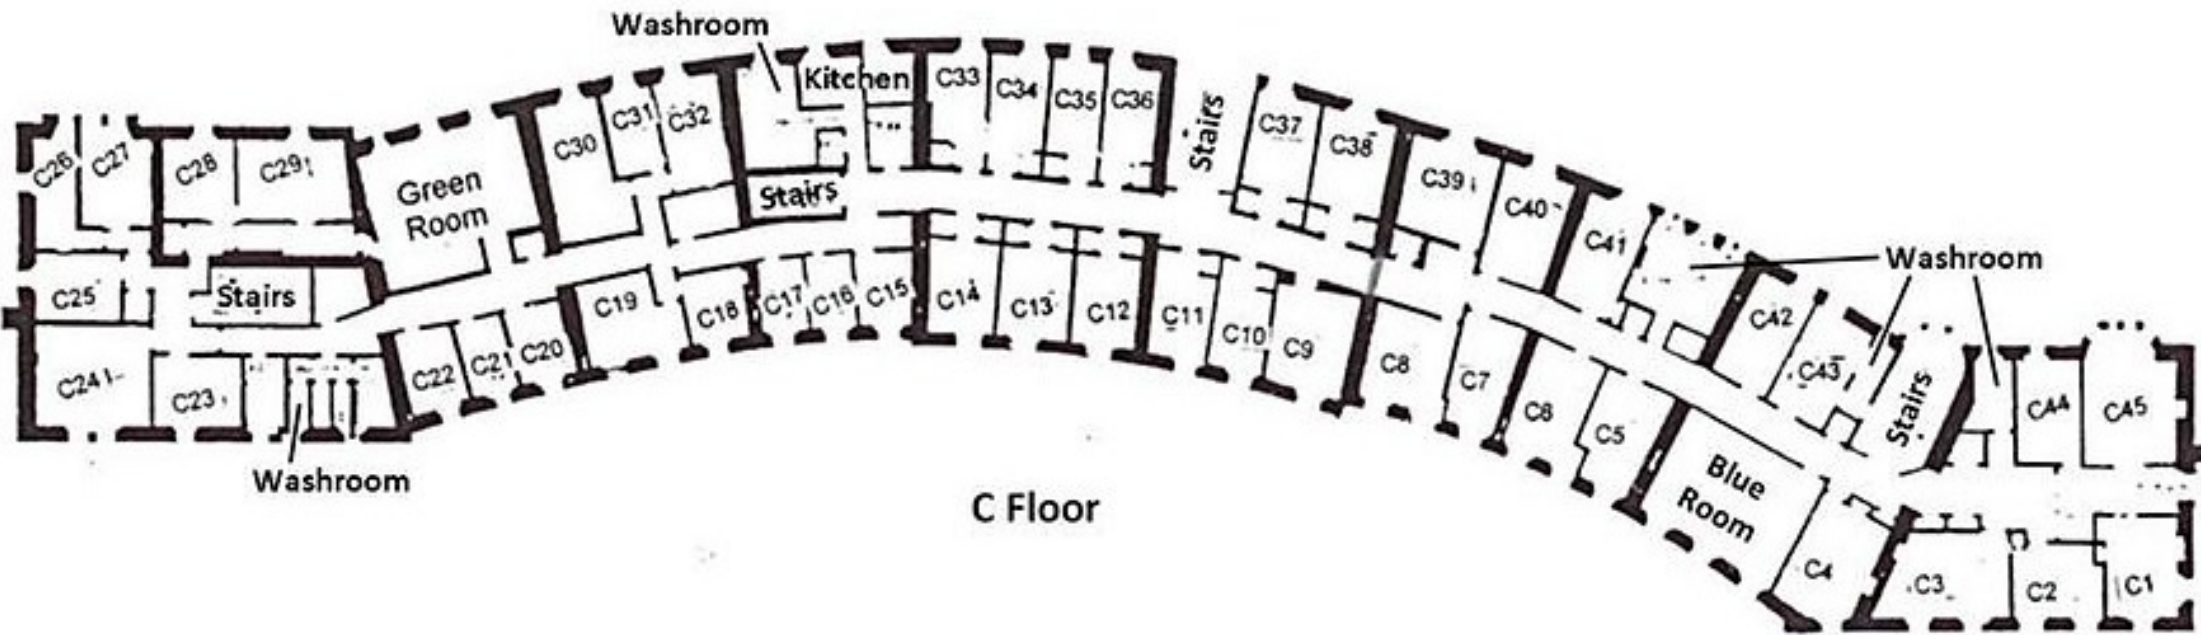 Washroom
Kitchen
C33
C34
C35
C36
Stairs
C37
C38
C39
C40
C41
Washroom
C42
C43
Stairs
C44
C45
C26
C27
C28
C29
Green
Room
C30
C31
C32
Stairs
C25
Stairs
C24
C23
Washroom
C22
C21
C20
C19
C18
C17
C16
C15
C14
C13
C12
C11
C10
C9
C8
C7
C6
C5
Blue
Room
C4
C3
C2
C1
C Floor